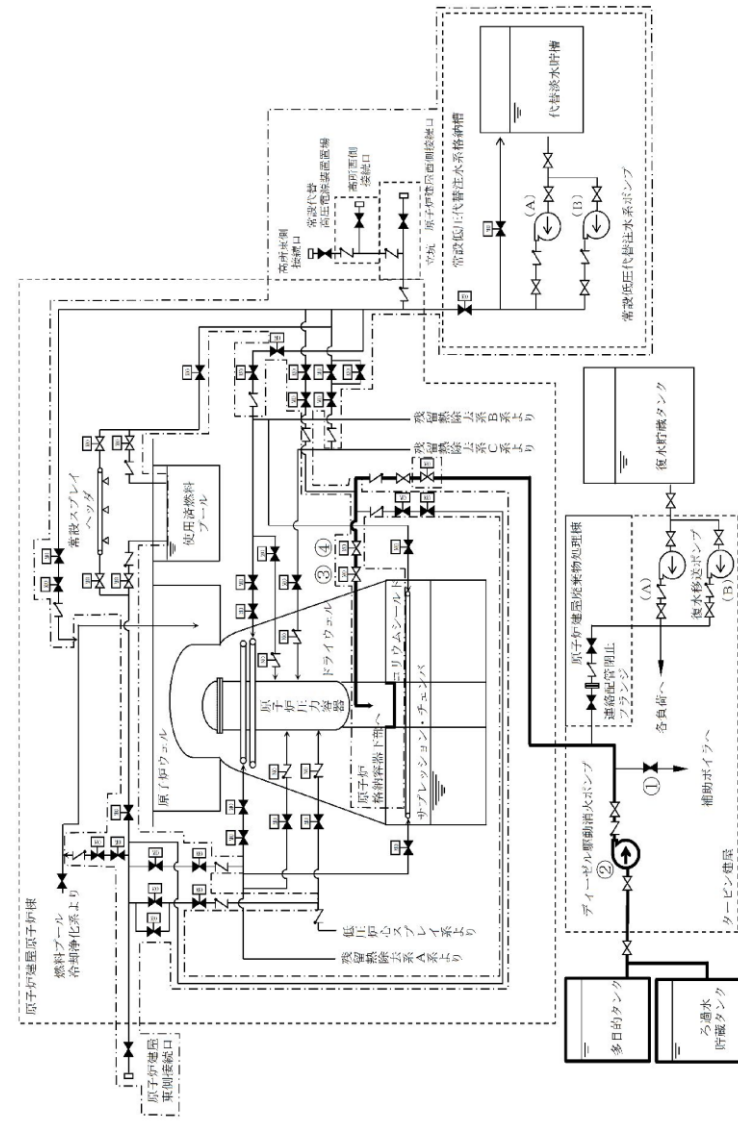 原子炉建屋原子炉棟
燃料プール
冷却浄化系より
原子炉建屋
東側接続口
原子炉ウェル
常設スプレイ
ヘッダ
使用済燃料
プール
ドライウェル
原子炉圧力容器
原子炉
格納容器下部へ
コリウムシールド
サプレッション・チェンバ
低圧炉心スプレイ系より
残留熱除去系A系より
残留熱除去系B系より
残留熱除去系C系より
③
④
高所東側
接続口
常設代替
高圧電源装置置場
高所西側
接続口
立坑
原子炉建屋西側接続口
常設低圧代替注水系格納槽
代替淡水貯槽
(A)
(B)
常設低圧代替注水系ポンプ
原子炉建屋廃棄物処理棟
連絡配管閉止
フランジ
各負荷へ
復水移送ポンプ
(A)
(B)
復水貯蔵タンク
ディーゼル駆動消火ポンプ
②
①
補助ボイラへ
タービン建屋
多目的タンク
ろ過水
貯蔵タンク